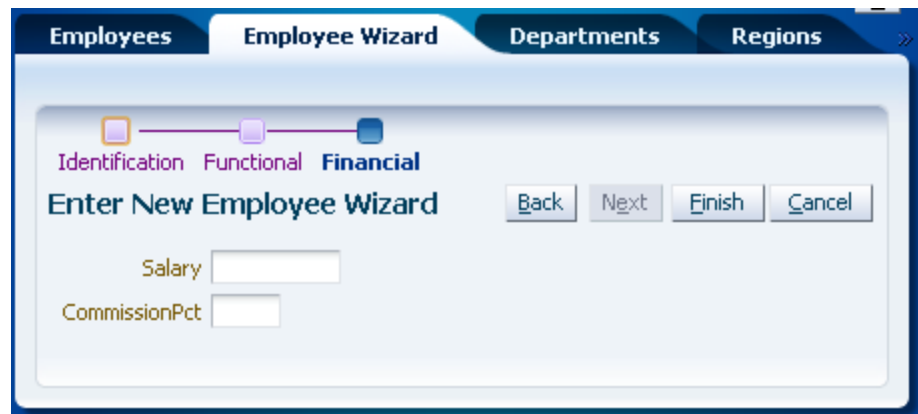 Employees Employee Wizard Departments Regions »
Identification Functional Financial
Enter New Employee Wizard Back Next Finish Cancel
Salary
CommissionPct